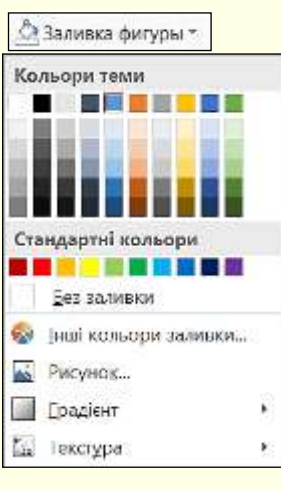 Заливка фигуры
Кольори теми
Стандартні кольори
Без заливки
Інші кольори заливки...
Рисунок...
Градієнт
Текстура